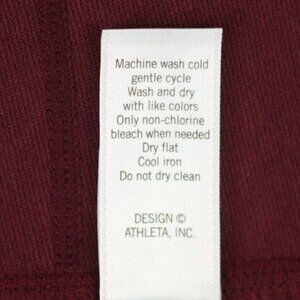 Machine wash cold
gentle cycle
Wash and dry
with like colors
Only non-chlorine
bleach when needed
Dry flat
Cool iron
Do not dry clean
DESIGN ©
ATHLETA, INC.